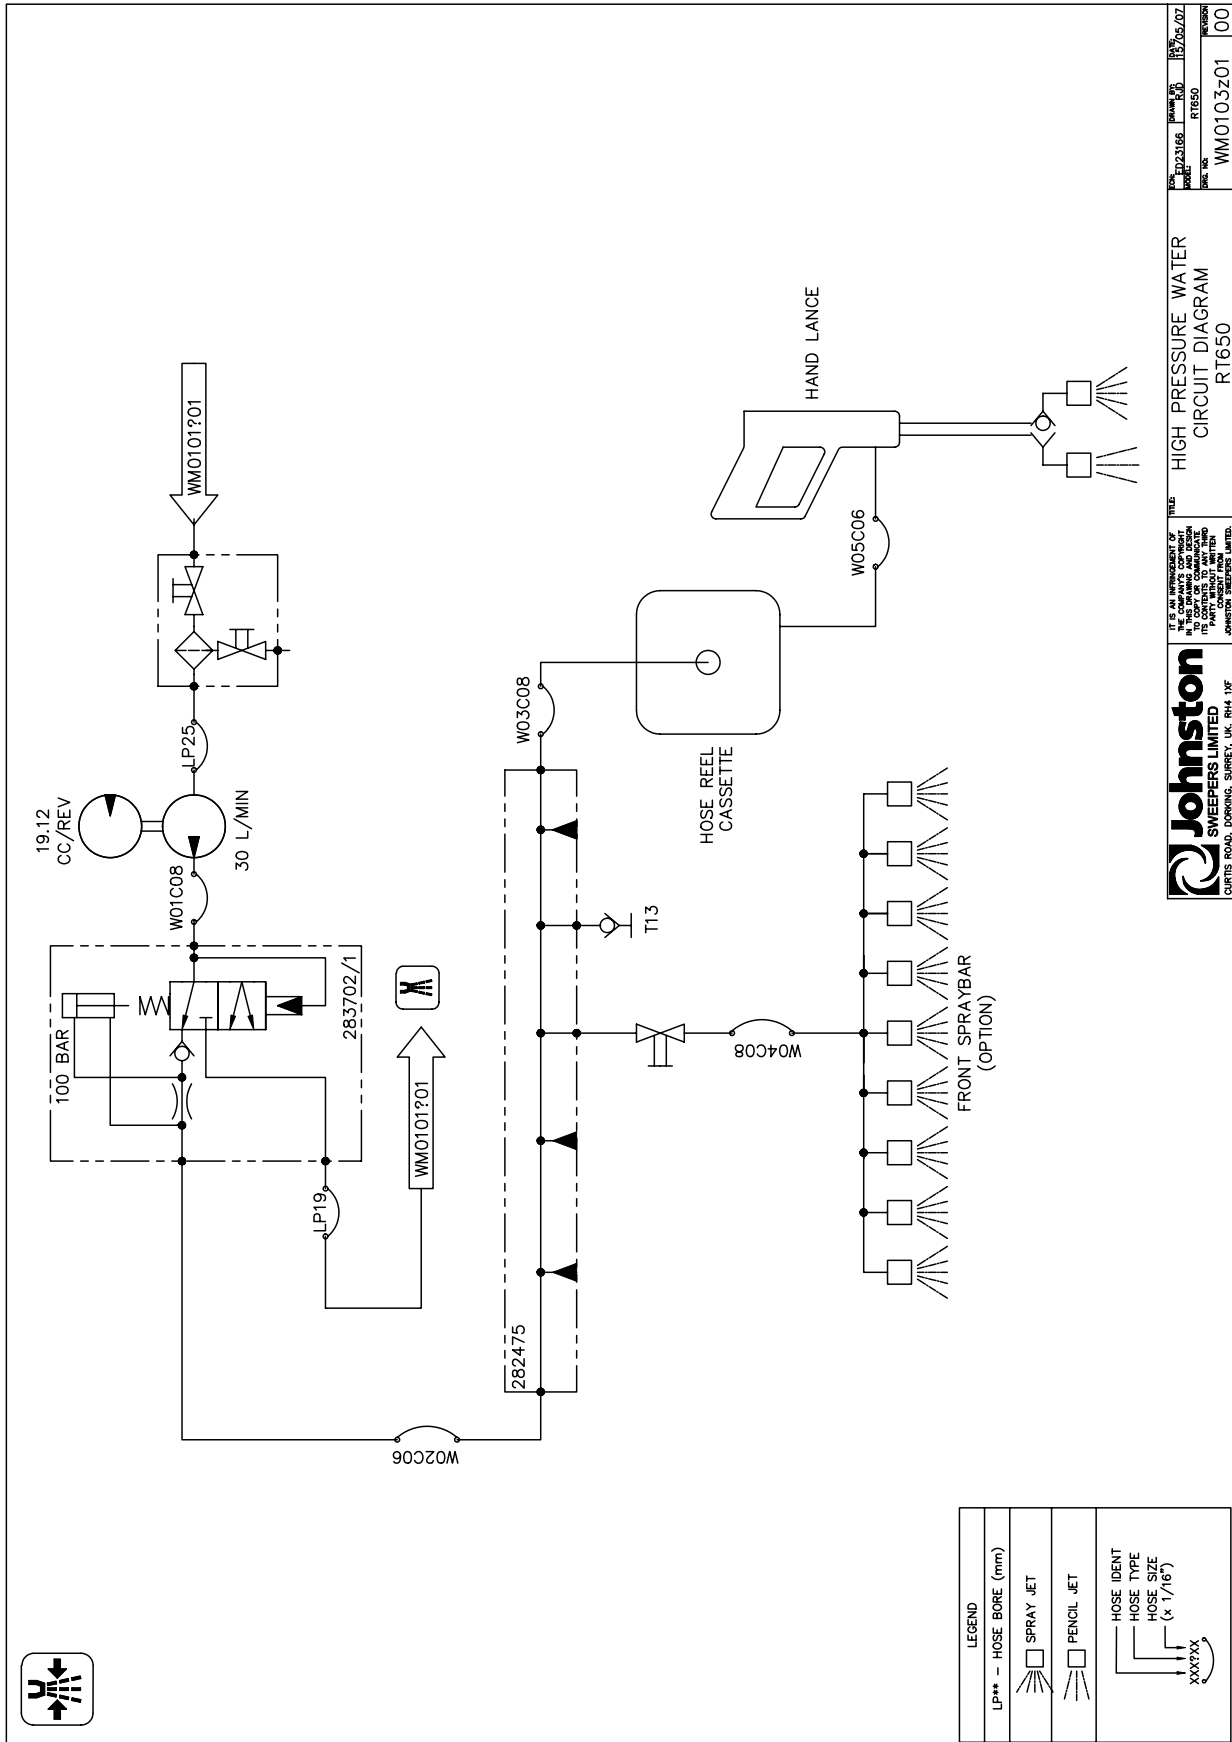 19.12
CC/REV
30 L/MIN
LP25
WM0101?01
W01C08
100 BAR
283702/1
LP19
WM0101?01
W02C06
282475
T13
W03C08
HOSE REEL
CASSETTE
W05C06
HAND LANCE
W04C08
FRONT SPRAYBAR
(OPTION)
LEGEND
LP** - HOSE BORE (mm)
SPRAY JET
PENCIL JET
HOSE IDENT
HOSE TYPE
HOSE SIZE
(x 1/16")
XXX?XX
Johnston
SWEEPERS LIMITED
CURTIS ROAD, DORKING, SURREY, UK, RH4 1XF
IT IS AN INFRINGEMENT OF
THE COMPANY'S COPYRIGHT
IN THIS DRAWING AND DESIGN
TO COPY OR COMMUNICATE
ITS CONTENTS TO ANY THIRD
PARTY WITHOUT WRITTEN
CONSENT FROM
JOHNSTON SWEEPERS LIMITED.
TITLE:
HIGH PRESSURE WATER
CIRCUIT DIAGRAM
RT650
ECN:
ED23166
DRAWN BY:
RJD
DATE:
15/05/07
MODEL:
RT650
DRG. NO:
WM0103z01
REVISION
00